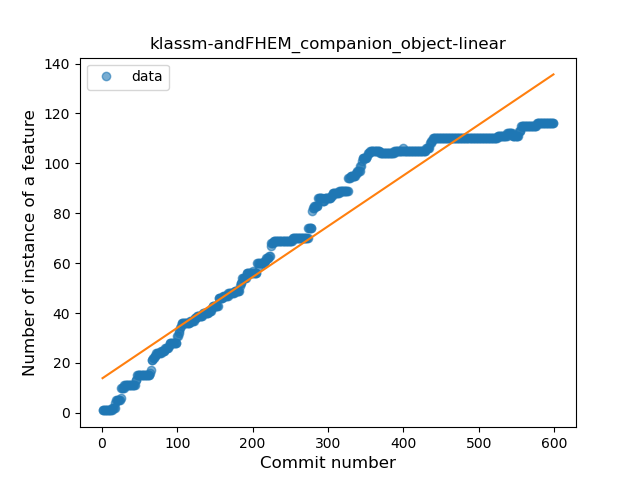 klassm-andFHEM_companion_object-linear
data
Number of instance of a feature
140
120
100
80
60
40
20
0
0 100 200 300 400 500 600
Commit number